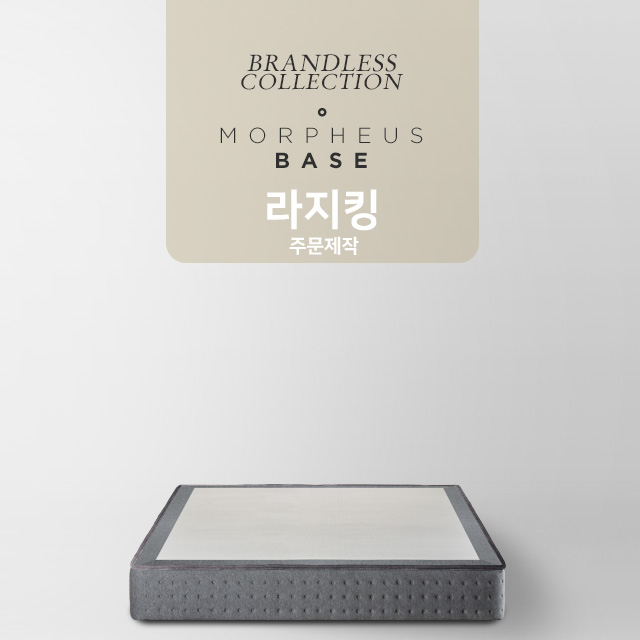 BRANDLESS
COLLECTION
MORPHEUS
BASE
라지킹
주문제작